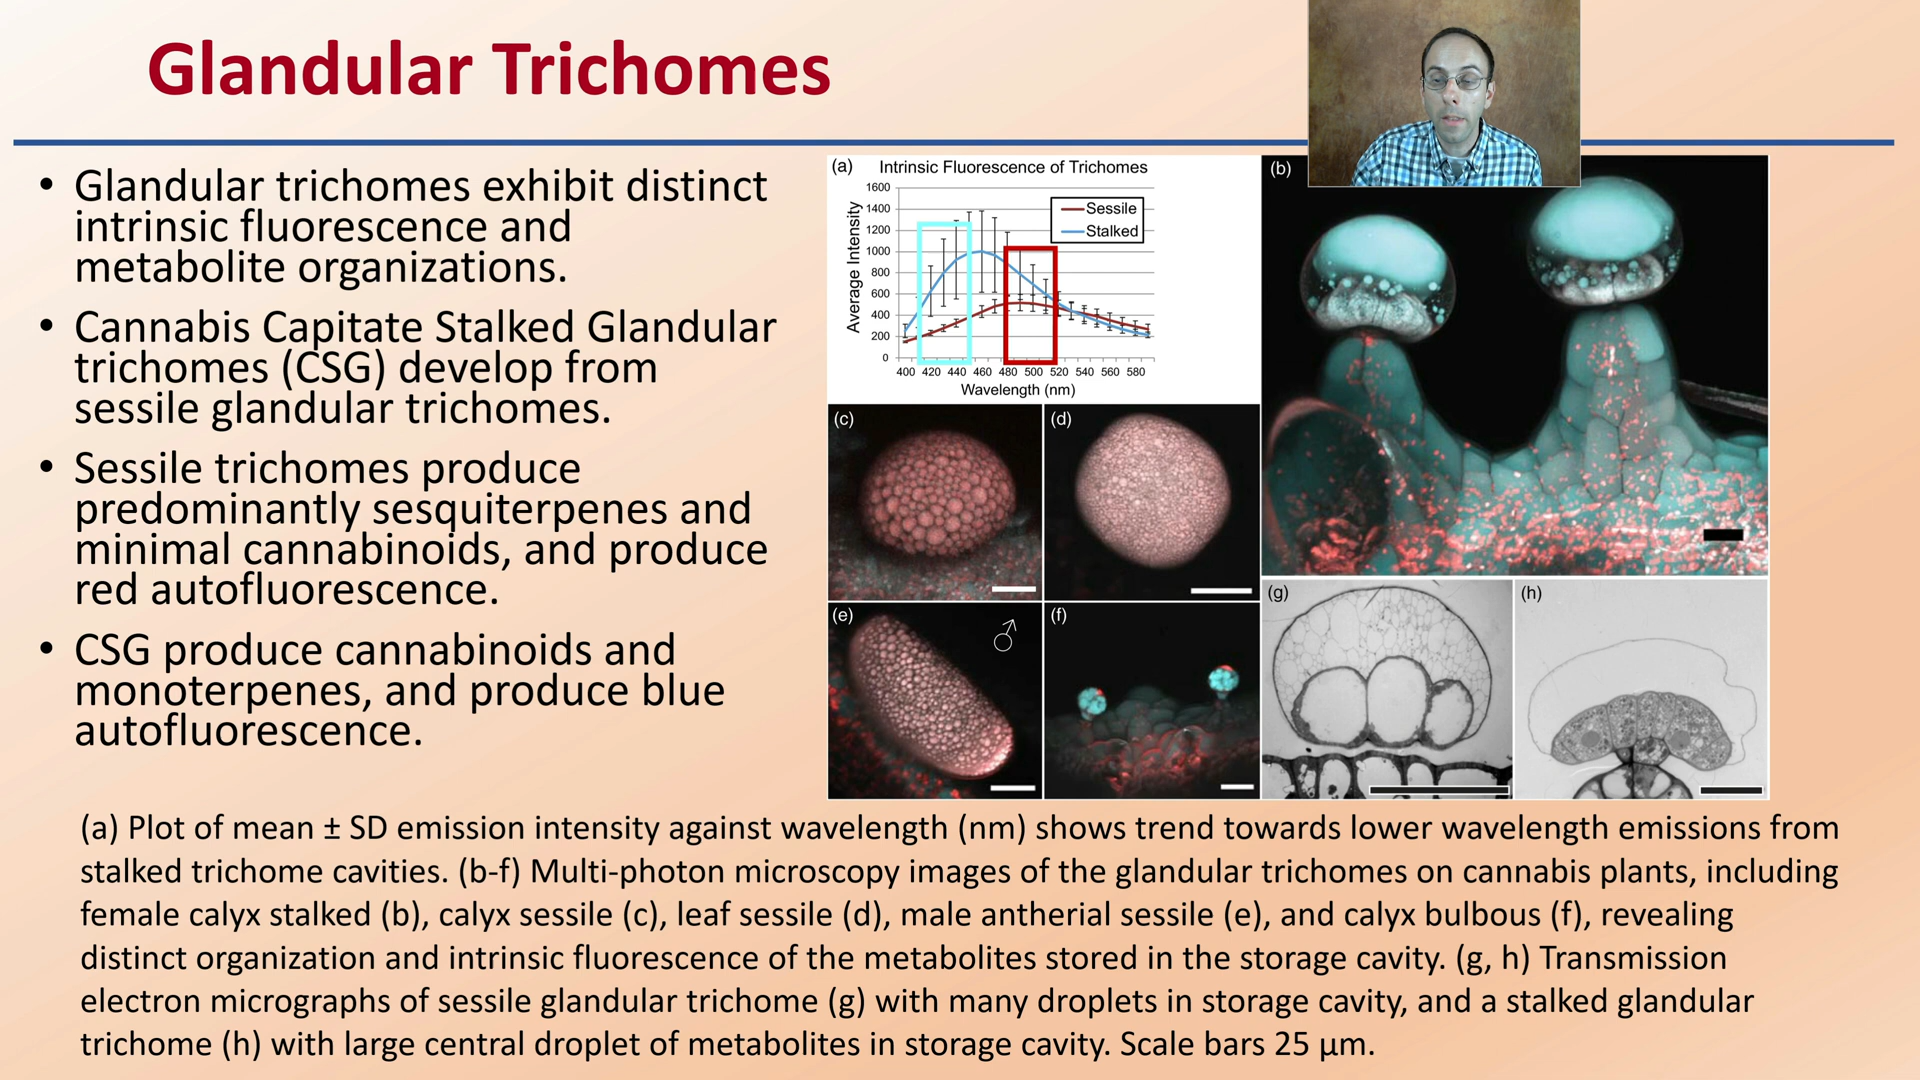 Glandular Trichomes
• Glandular trichomes exhibit distinct
intrinsic fluorescence and
metabolite organizations.
• Cannabis Capitate Stalked Glandular
trichomes (CSG) develop from
sessile glandular trichomes.
• Sessile trichomes produce
predominantly sesquiterpenes and
minimal cannabinoids, and produce
red autofluorescence.
• CSG produce cannabinoids and
monoterpenes, and produce blue
autofluorescence.
(a) Intrinsic Fluorescence of Trichomes
Average Intensity
1600
1400
1200
1000
800
600
400
200
0
Sessile
Stalked
400 420 440 460 480 500 520 540 560 580
Wavelength (nm)
(b)
(c)
(d)
(e) ♂
(f)
(g)
(h)
(a) Plot of mean ± SD emission intensity against wavelength (nm) shows trend towards lower wavelength emissions from
stalked trichome cavities. (b-f) Multi-photon microscopy images of the glandular trichomes on cannabis plants, including
female calyx stalked (b), calyx sessile (c), leaf sessile (d), male antherial sessile (e), and calyx bulbous (f), revealing
distinct organization and intrinsic fluorescence of the metabolites stored in the storage cavity. (g, h) Transmission
electron micrographs of sessile glandular trichome (g) with many droplets in storage cavity, and a stalked glandular
trichome (h) with large central droplet of metabolites in storage cavity. Scale bars 25 µm.